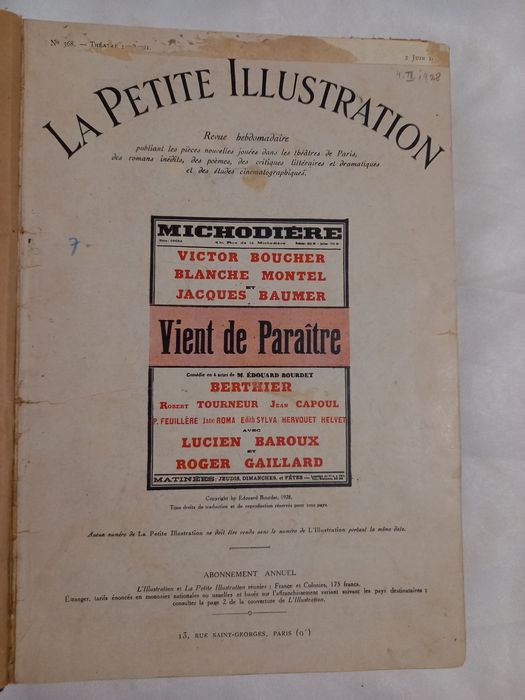 Nº 368. — Théatre
2 Juin
4. VI 1928
LA PETITE ILLUSTRATION
Revue hebdomadaire
publiant les pièces nouvelles jouées dans les théâtres de Paris,
des romans inédits, des poèmes, des critiques littéraires et dramatiques
et des études cinématographiques.
7.
MICHODIÈRE
VICTOR BOUCHER
BLANCHE MONTEL
ET
JACQUES BAUMER
Vient de Paraître
Comédie en 4 actes de M. ÉDOUARD BOURDET
BERTHIER
Robert TOURNEUR Jean CAPOUL
P. FEUILLÈRE Jane ROMA Edith SYLVA HERVOUET HELVET
AVEC
LUCIEN BAROUX
ET
ROGER GAILLARD
MATINÉES: JEUDIS, DIMANCHES, et FÊTES
Copyright by Edouard Bourdet, 1928.
Tous droits de traduction et de reproduction réservés pour tous pays.
Aucun numéro de La Petite Illustration ne doit être vendu sans le numéro de L'Illustration portant la même date.
ABONNEMENT ANNUEL
L'Illustration et La Petite Illustration réunies : France et Colonies, 175 francs.
Étranger, tarifs énoncés en monnaies nationales ou usuelles et basés sur l'affranchissement variant suivant les pays destinataires :
consulter la page 2 de la couverture de L'Illustration.
13, RUE SAINT-GEORGES, PARIS (9ᵉ)